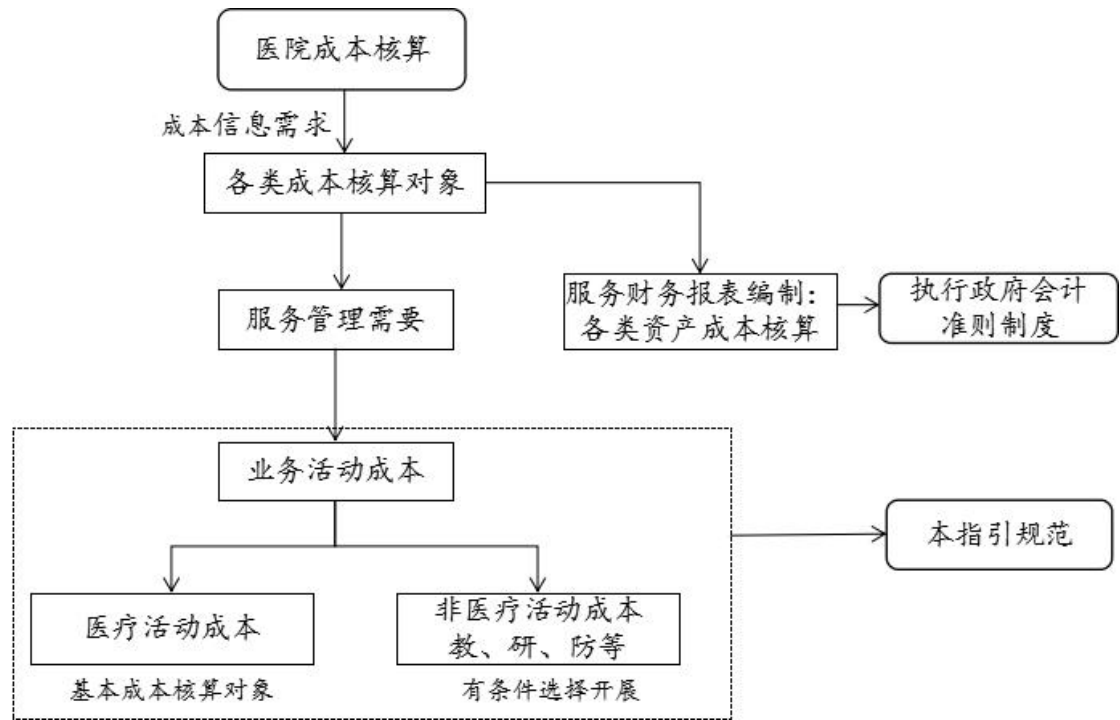 医院成本核算
成本信息需求
各类成本核算对象
服务管理需要
服务财务报表编制：
各类资产成本核算
执行政府会计
准则制度
业务活动成本
本指引规范
医疗活动成本
非医疗活动成本
教、研、防等
基本成本核算对象
有条件选择开展